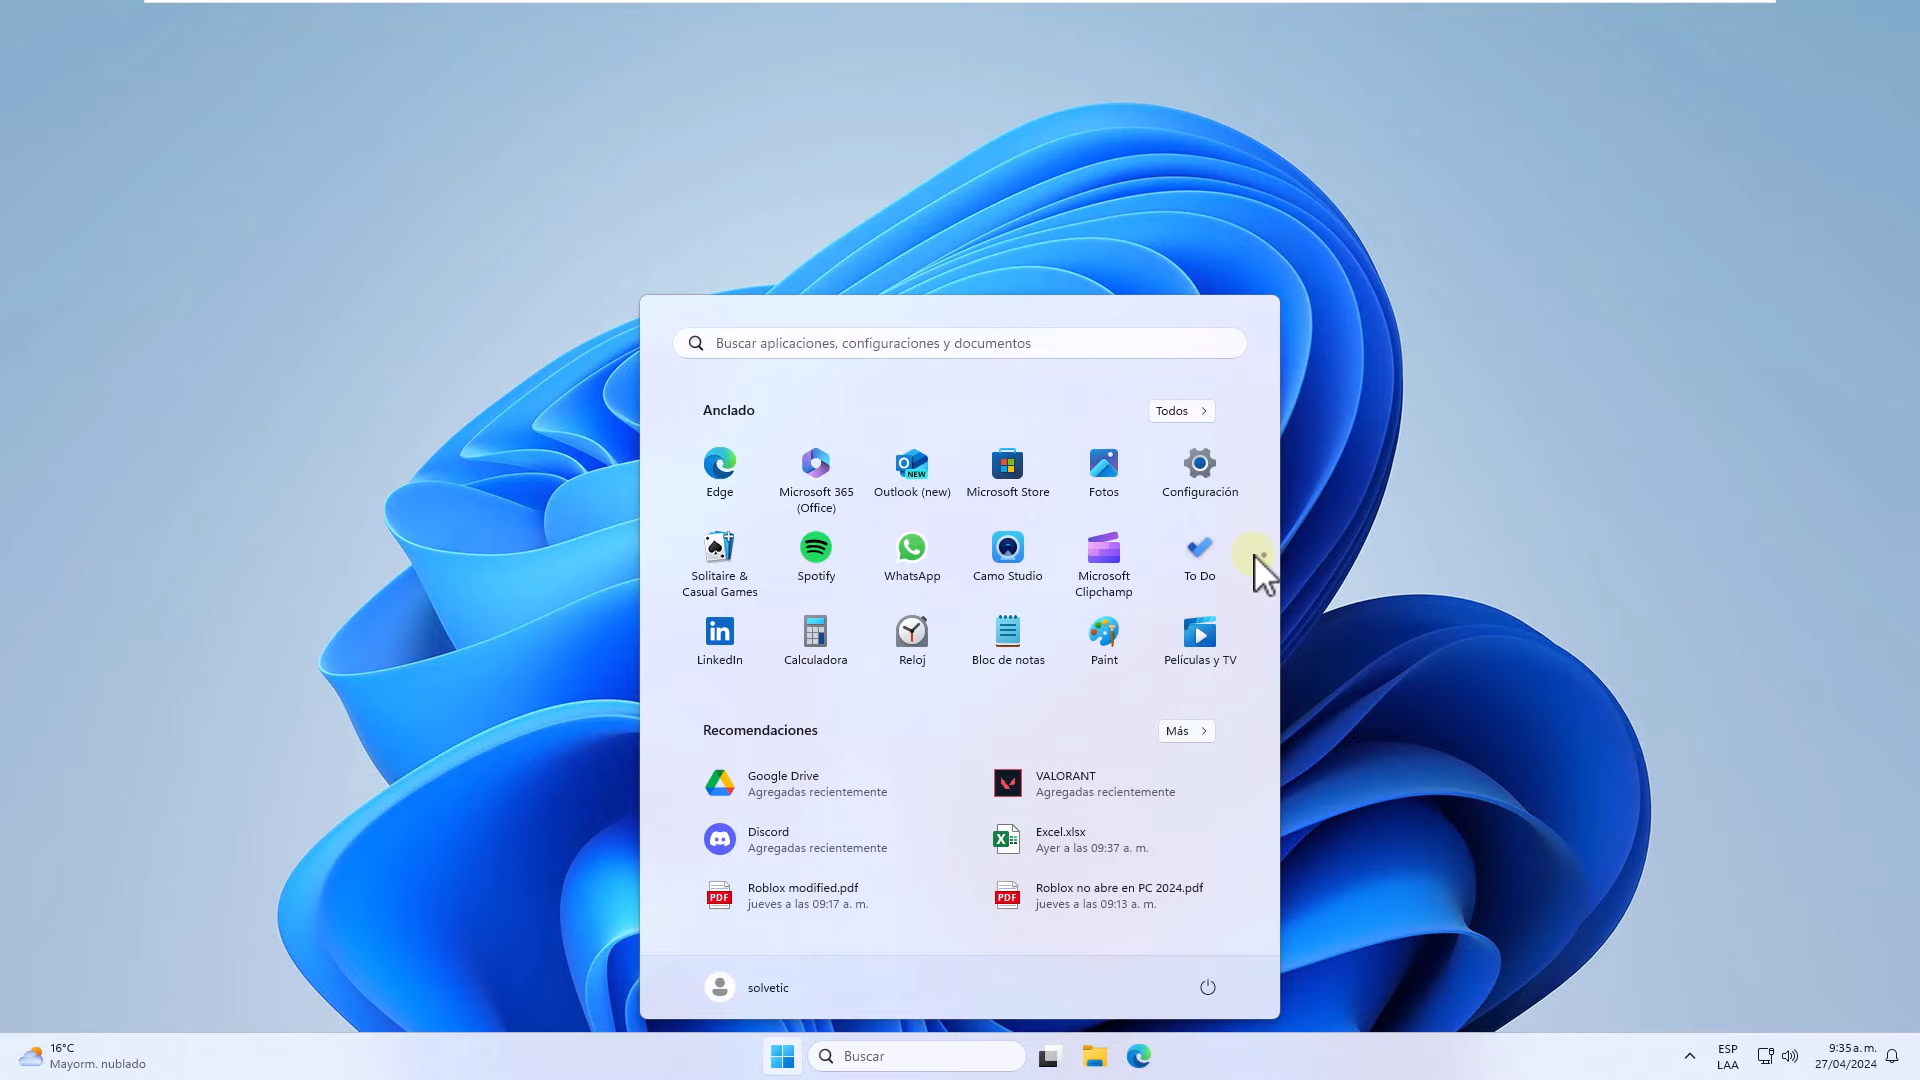 Buscar aplicaciones, configuraciones y documentos
Anclado
Todos
Edge
Microsoft 365
(Office)
Outlook (new)
Microsoft Store
Fotos
Configuración
Solitaire &
Casual Games
Spotify
WhatsApp
Camo Studio
Microsoft
Clipchamp
To Do
LinkedIn
Calculadora
Reloj
Bloc de notas
Paint
Películas y TV
Recomendaciones
Más
Google Drive
Agregadas recientemente
VALORANT
Agregadas recientemente
Discord
Agregadas recientemente
Excel.xlsx
Ayer a las 09:37 a. m.
Roblox modified.pdf
jueves a las 09:17 a. m.
Roblox no abre en PC 2024.pdf
jueves a las 09:13 a. m.
solvetic
16°C
Mayorm. nublado
Buscar
ESP
LAA
9:35 a. m.
27/04/2024